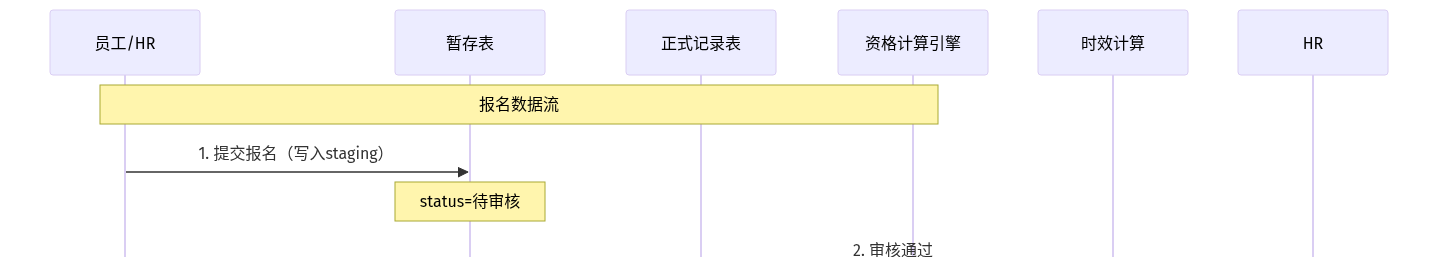 员工/HR
暂存表
正式记录表
资格计算引擎
时效计算
HR
报名数据流
1. 提交报名（写入staging）
status=待审核
2. 审核通过